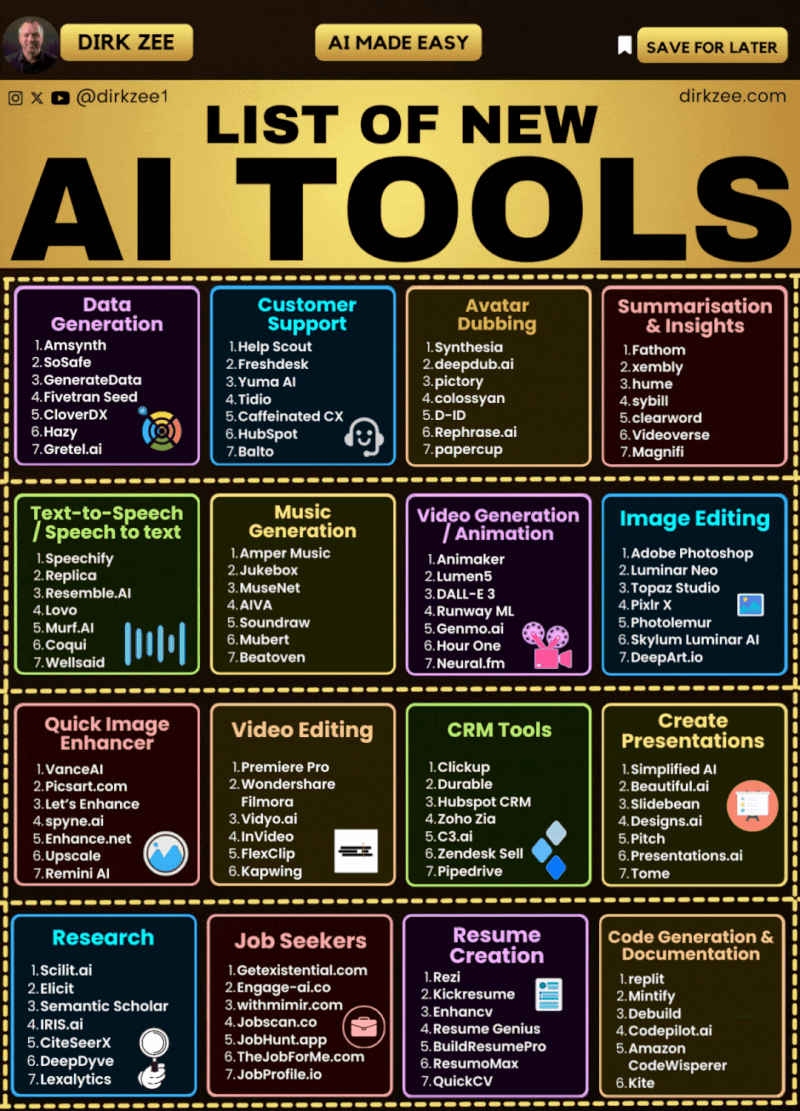 DIRK ZEE
AI MADE EASY
SAVE FOR LATER
@dirkzee1
dirkzee.com
LIST OF NEW
AI TOOLS
Data
Generation
1.Amsynth
2.SoSafe
3.GenerateData
4.Fivetran Seed
5.CloverDX
6.Hazy
7.Gretel.ai
Customer
Support
1.Help Scout
2.Freshdesk
3.Yuma AI
4.Tidio
5.Caffeinated CX
6.HubSpot
7.Balto
Avatar
Dubbing
1.Synthesia
2.deepdub.ai
3.pictory
4.colossyan
5.D-ID
6.Rephrase.ai
7.papercup
Summarisation
& Insights
1.Fathom
2.xembly
3.hume
4.sybill
5.clearword
6.Videoverse
7.Magnifi
Text-to-Speech
/ Speech to text
1.Speechify
2.Replica
3.Resemble.AI
4.Lovo
5.Murf.AI
6.Coqui
7.Wellsaid
Music
Generation
1.Amper Music
2.Jukebox
3.MuseNet
4.AIVA
5.Soundraw
6.Mubert
7.Beatoven
Video Generation
/ Animation
1.Animaker
2.Lumen5
3.DALL-E 3
4.Runway ML
5.Genmo.ai
6.Hour One
7.Neural.fm
Image Editing
1.Adobe Photoshop
2.Luminar Neo
3.Topaz Studio
4.Pixlr X
5.Photolemur
6.Skylum Luminar AI
7.DeepArt.io
Quick Image
Enhancer
1.VanceAI
2.Picsart.com
3.Let's Enhance
4.spyne.ai
5.Enhance.net
6.Upscale
7.Remini AI
Video Editing
1.Premiere Pro
2.Wondershare
Filmora
3.Vidyo.ai
4.InVideo
5.FlexClip
6.Kapwing
CRM Tools
1.Clickup
2.Durable
3.Hubspot CRM
4.Zoho Zia
5.C3.ai
6.Zendesk Sell
7.Pipedrive
Create
Presentations
1.Simplified AI
2.Beautiful.ai
3.Slidebean
4.Designs.ai
5.Pitch
6.Presentations.ai
7.Tome
Research
1.Scilit.ai
2.Elicit
3.Semantic Scholar
4.IRIS.ai
5.CiteSeerX
6.DeepDyve
7.Lexalytics
Job Seekers
1.Getexistential.com
2.Engage-ai.co
3.withmimir.com
4.Jobscan.co
5.JobHunt.app
6.TheJobForMe.com
7.JobProfile.io
Resume
Creation
1.Rezi
2.Kickresume
3.Enhancv
4.Resume Genius
5.BuildResumePro
6.ResumoMax
7.QuickCV
Code Generation &
Documentation
1.replit
2.Mintify
3.Debuild
4.Codepilot.ai
5.Amazon
CodeWisperer
6.Kite